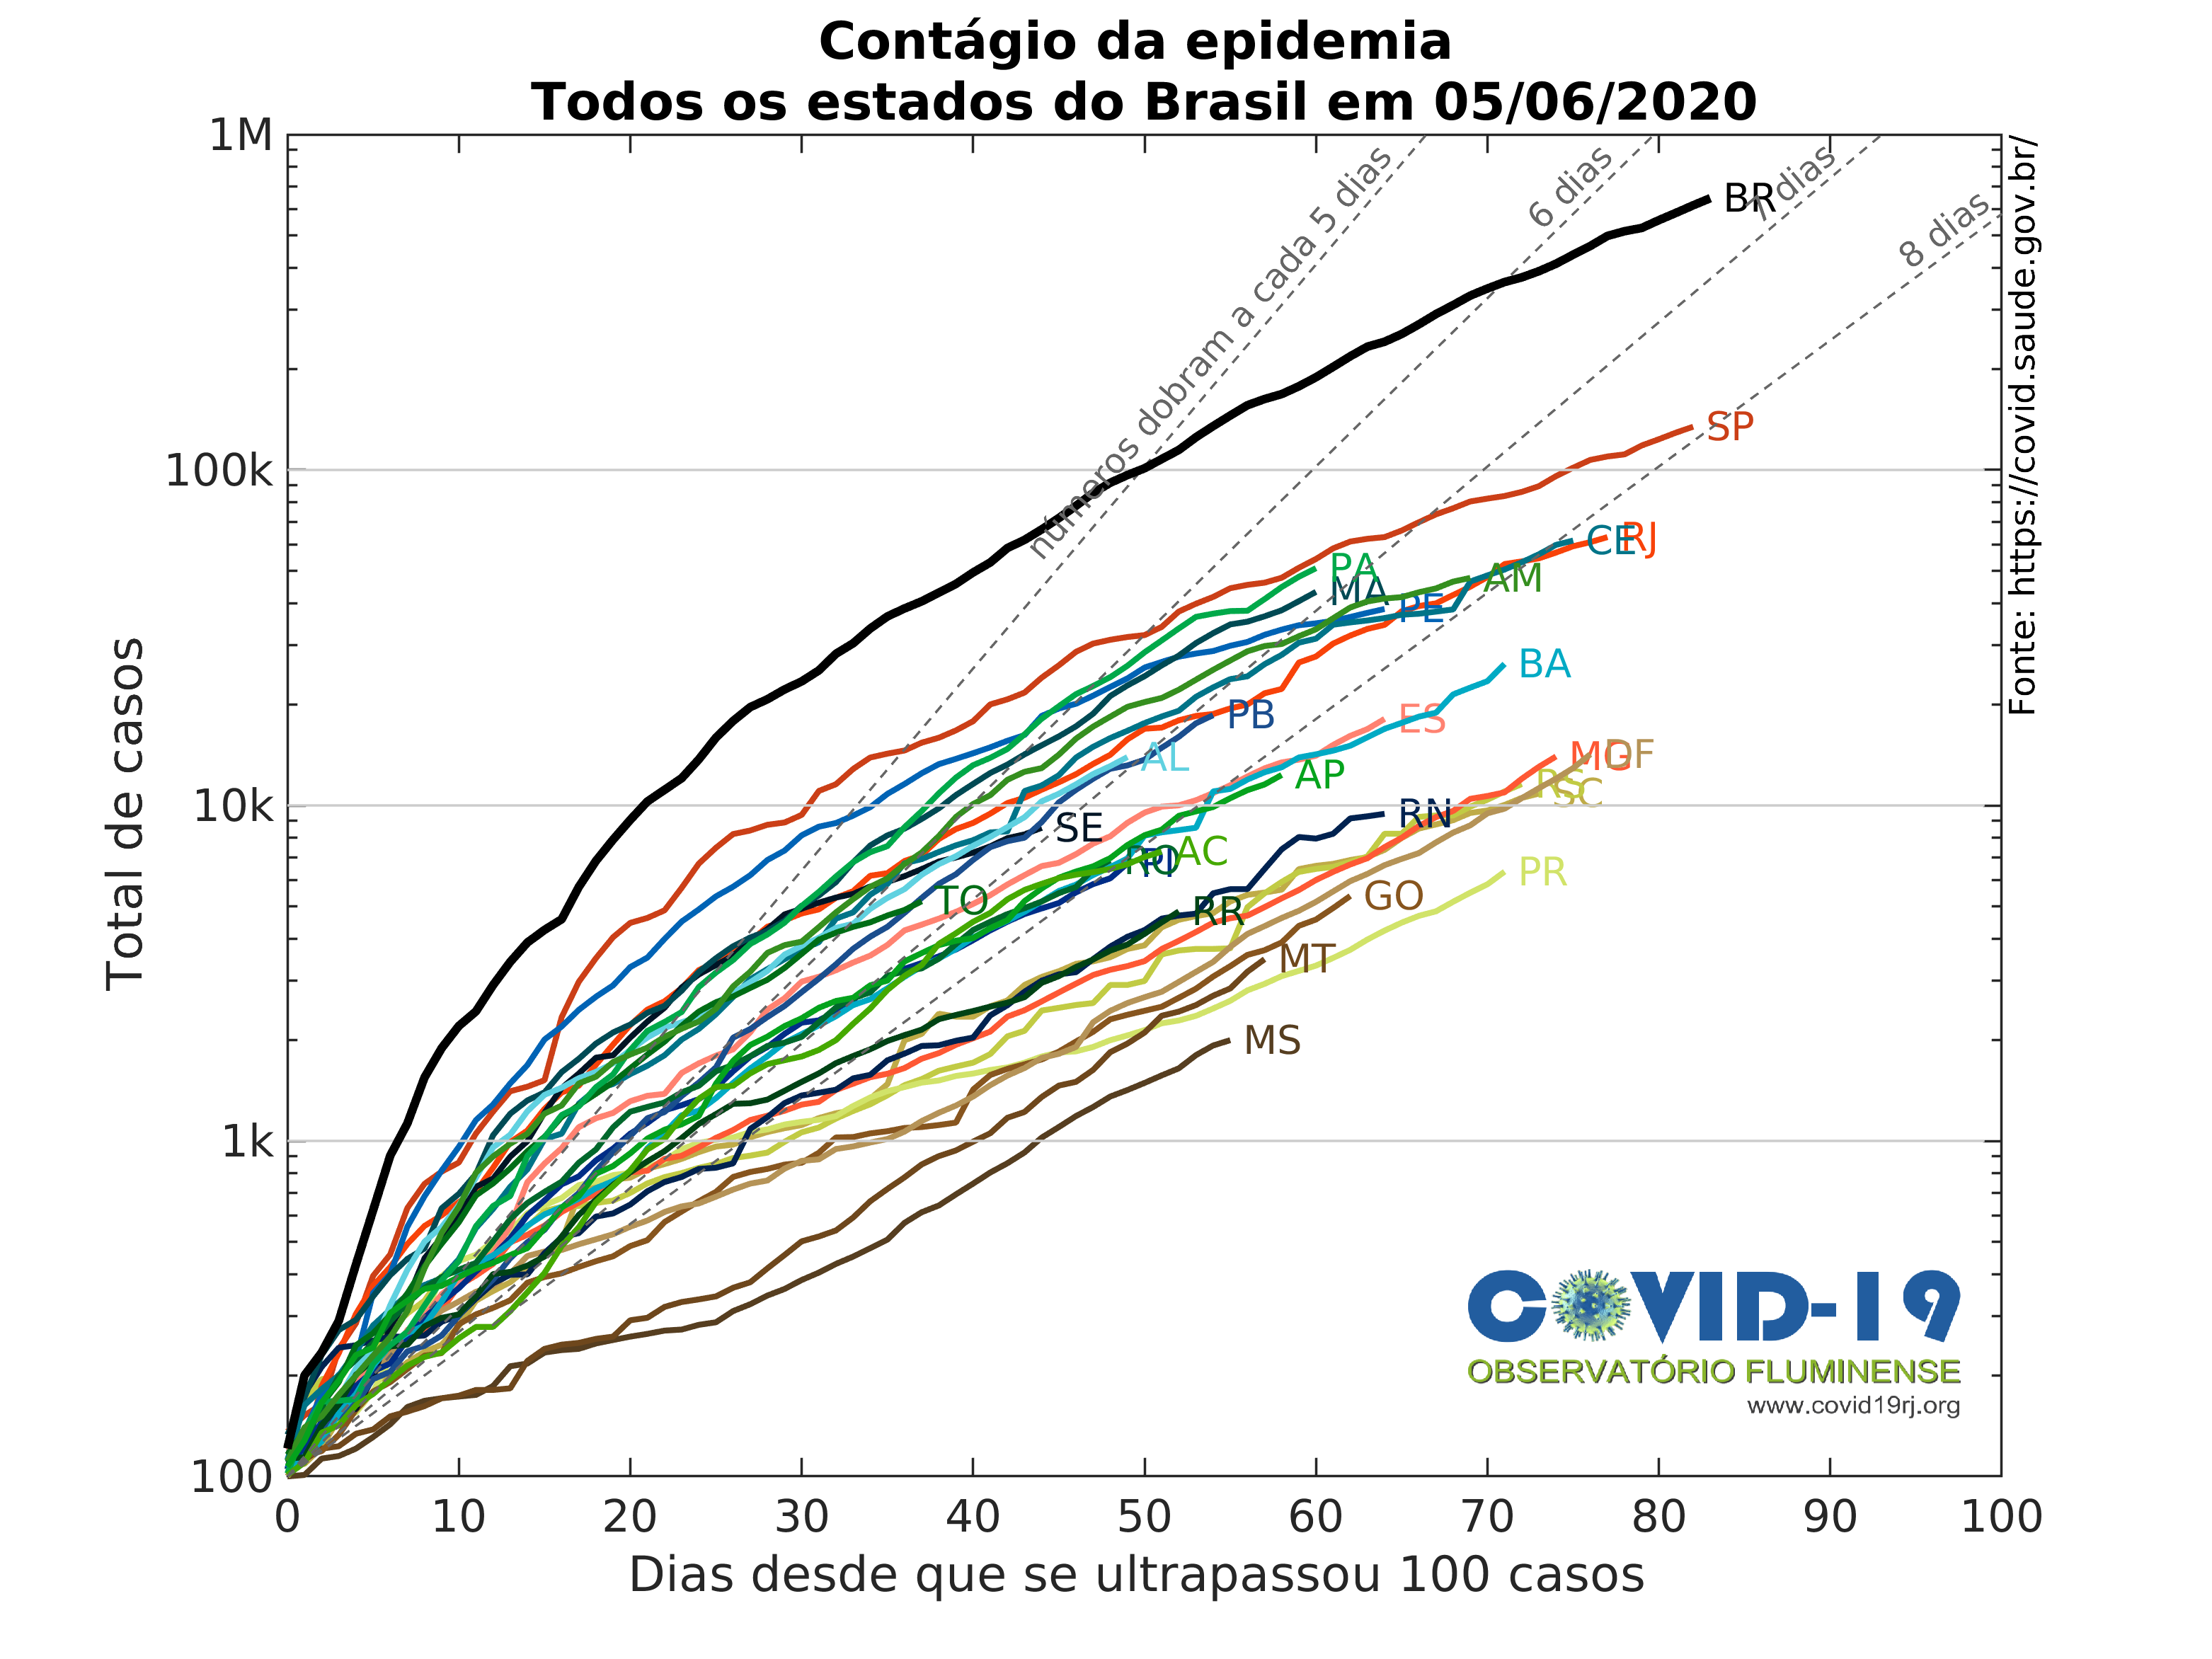 Contágio da epidemia
Todos os estados do Brasil em 05/06/2020
1M
100k
10k
1k
100
Total de casos
0 10 20 30 40 50 60 70 80 90 100
Dias desde que se ultrapassou 100 casos
Fonte: https://covid.saude.gov.br/
números dobram a cada 5 dias
6 dias
7 dias
8 dias
BR
SP
CE
RJ
PA
MA
AM
PE
BA
PB
ES
AL
MG
DF
AP
RS
SC
RN
SE
RO
PI
AC
PR
TO
GO
RR
MT
MS
COVID-19
OBSERVATÓRIO FLUMINENSE
www.covid19rj.org